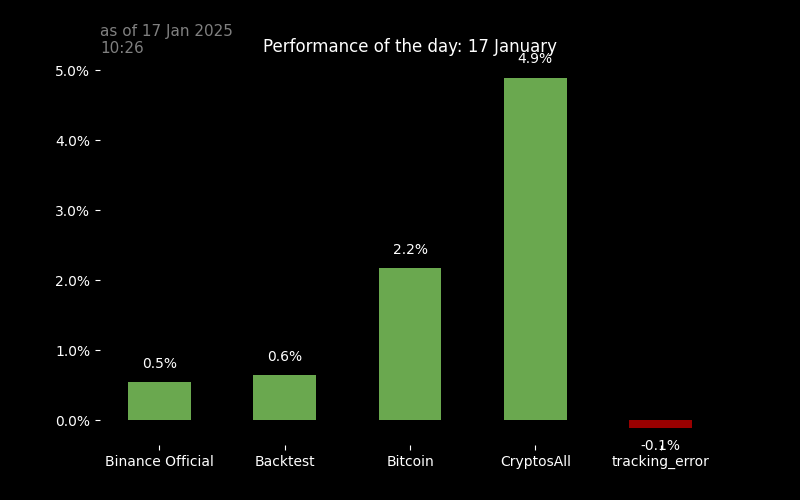 as of 17 Jan 2025
10:26
Performance of the day: 17 January
5.0%
4.0%
3.0%
2.0%
1.0%
0.0%
0.5%
0.6%
2.2%
4.9%
-0.1%
Binance Official
Backtest
Bitcoin
CryptosAll
tracking_error